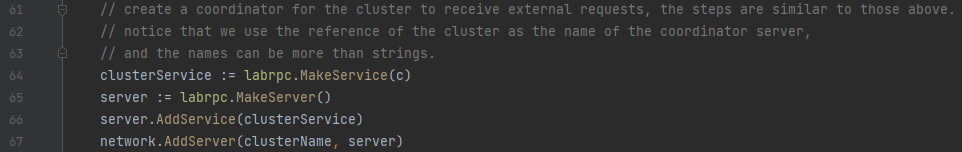 61 // create a coordinator for the cluster to receive external requests, the steps are similar to those above.
62 // notice that we use the reference of the cluster as the name of the coordinator server,
63 // and the names can be more than strings.
64 clusterService := labrpc.MakeService(c)
65 server := labrpc.MakeServer()
66 server.AddService(clusterService)
67 network.AddServer(clusterName, server)